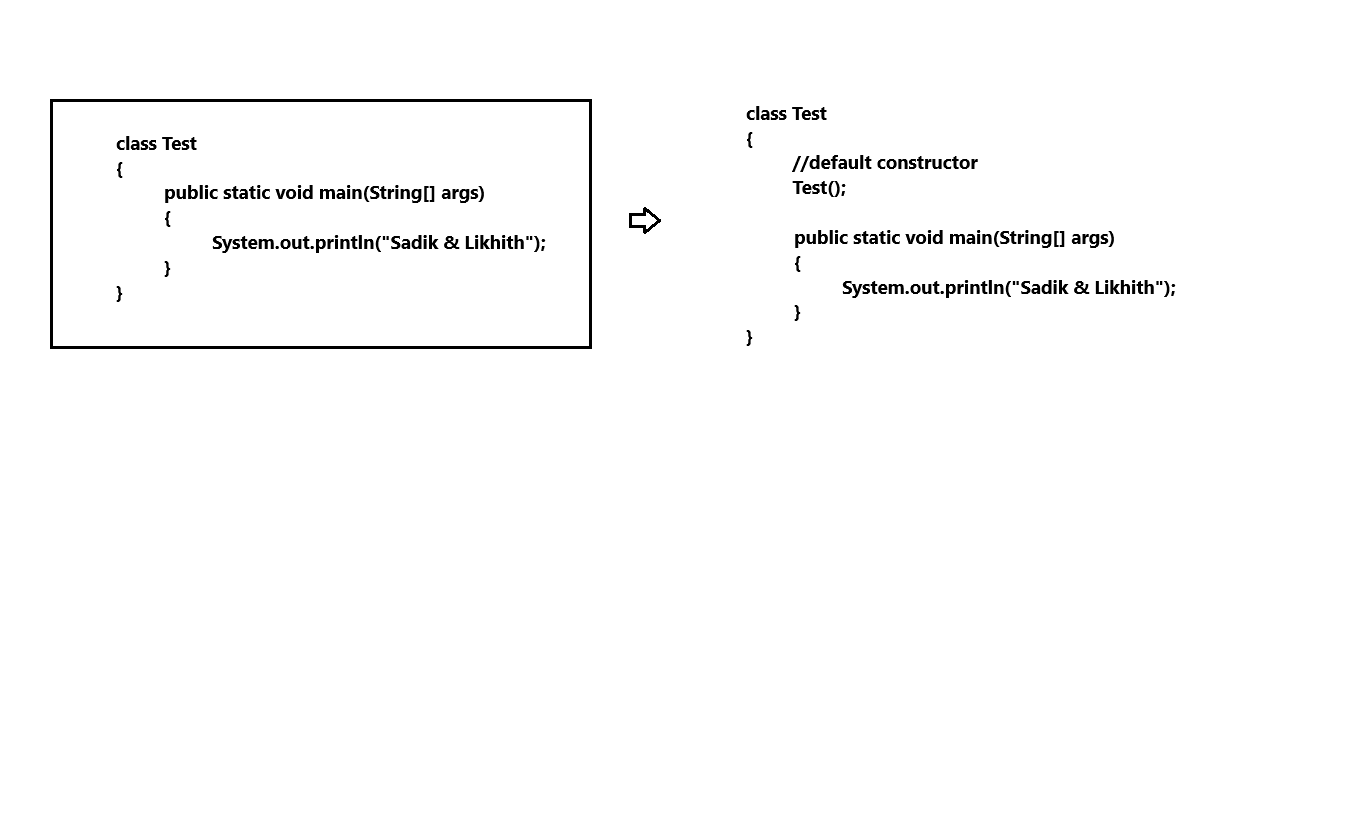 class Test
{
public static void main(String[] args)
{
System.out.println("Sadik & Likhith");
}
}
class Test
{
//default constructor
Test();
public static void main(String[] args)
{
System.out.println("Sadik & Likhith");
}
}